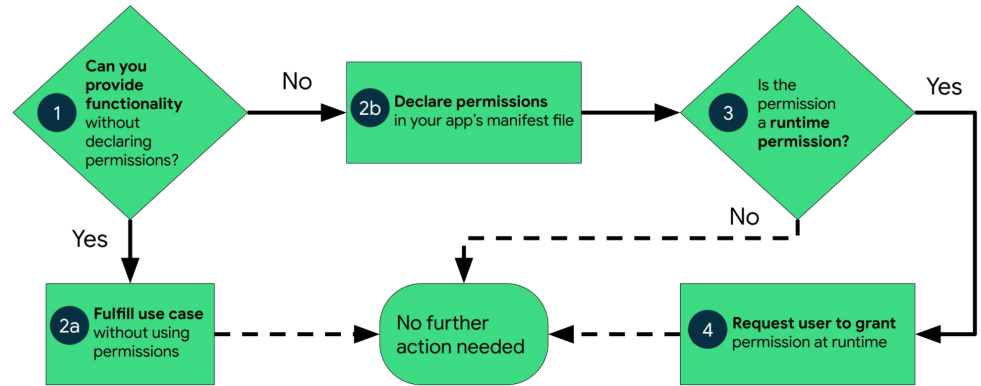 1
Can you
provide
functionality
without
declaring
permissions?
No
2b
Declare permissions
in your app's manifest file
3
Is the
permission
a runtime
permission?
Yes
Yes
No
2a
Fulfill use case
without using
permissions
No further
action needed
4
Request user to grant
permission at runtime